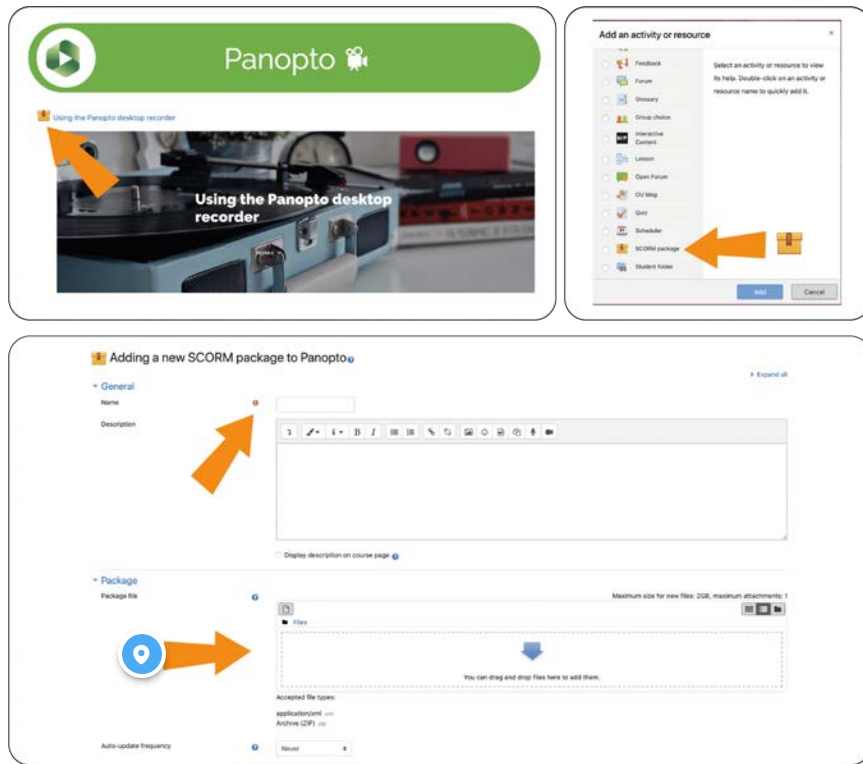 Panopto
Using the Panopto desktop recorder
Using the Panopto desktop
recorder
Add an activity or resource
×
Feedback
Forum
Glossary
Group choice
Interactive
Content
Lesson
Open Forum
OU blog
Quiz
Scheduler
SCORM package
Student folder
Select an activity or resource to view
its help. Double-click on an activity or
resource name to quickly add it.
Add
Cancel
Adding a new SCORM package to Panopto
Expand all
General
Name
Description
B I
Display description on course page
Package
Package file
Maximum size for new files: 2GB, maximum attachments: 1
Files
You can drag and drop files here to add them.
Accepted file types:
application/xml .xml
Archive (ZIP) .zip
Auto-update frequency
Never